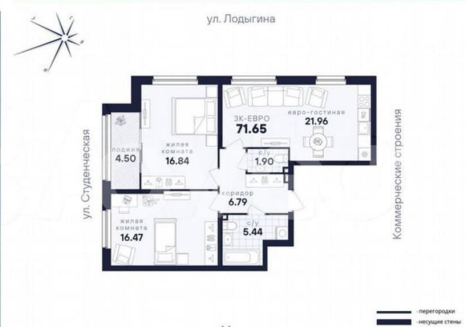 ул. Лодыгина
ул. Студенческая
Коммерческие строения
3К-ЕВРО
71.65
евро-гостиная
21.96
жилая
комната
16.84
лоджия
4.50
с/у
1.90
коридор
6.79
с/у
5.44
жилая
комната
16.47
-перегородки
-несущие стены